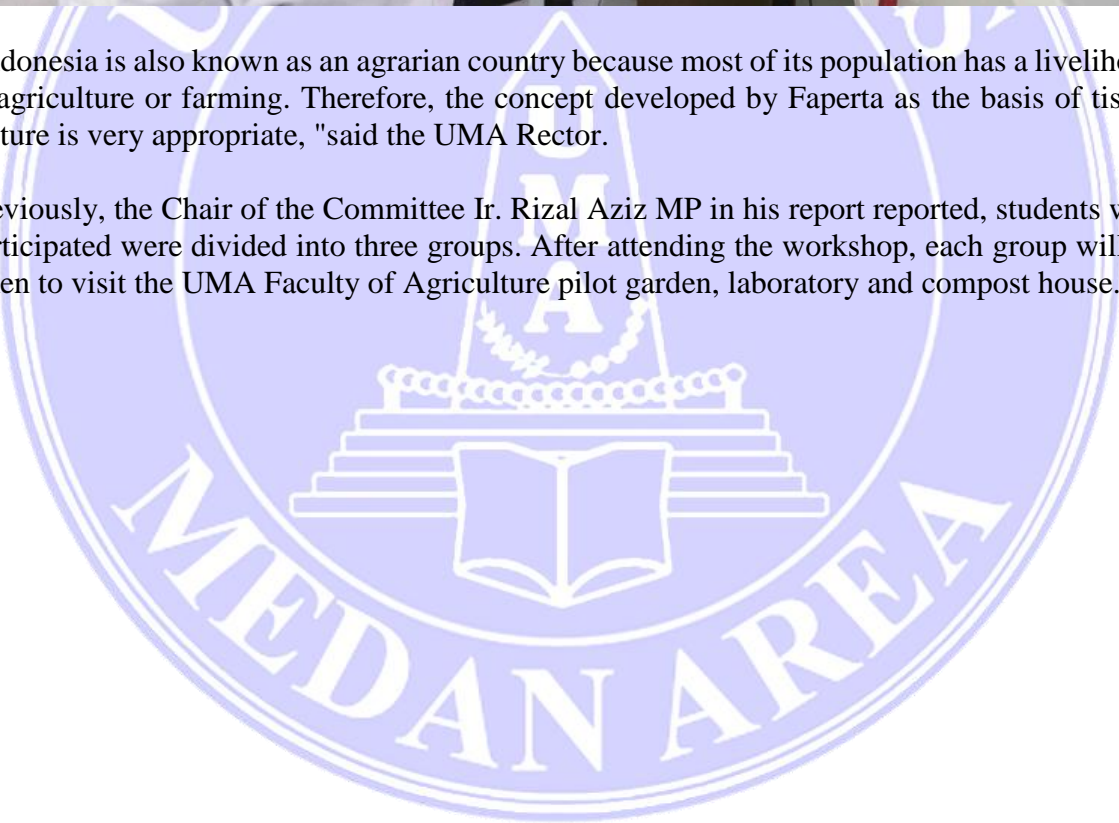 donesia is also known as an agrarian country because most of its population has a liveliho
agriculture or farming. Therefore, the concept developed by Faperta as the basis of tis
ture is very appropriate, "said the UMA Rector.
eviously, the Chair of the Committee Ir. Rizal Aziz MP in his report reported, students w
rticipated were divided into three groups. After attending the workshop, each group will
en to visit the UMA Faculty of Agriculture pilot garden, laboratory and compost house.
U
M
A
MEDAN AREA